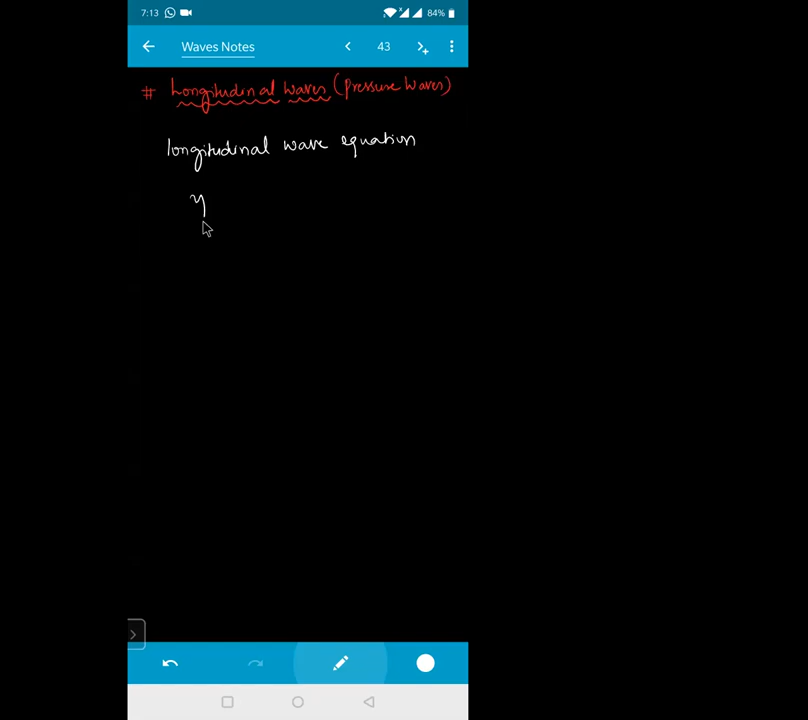 7:13 84%
Waves Notes 43
# Longitudinal waves (Pressure Waves)
longitudinal wave equation
y